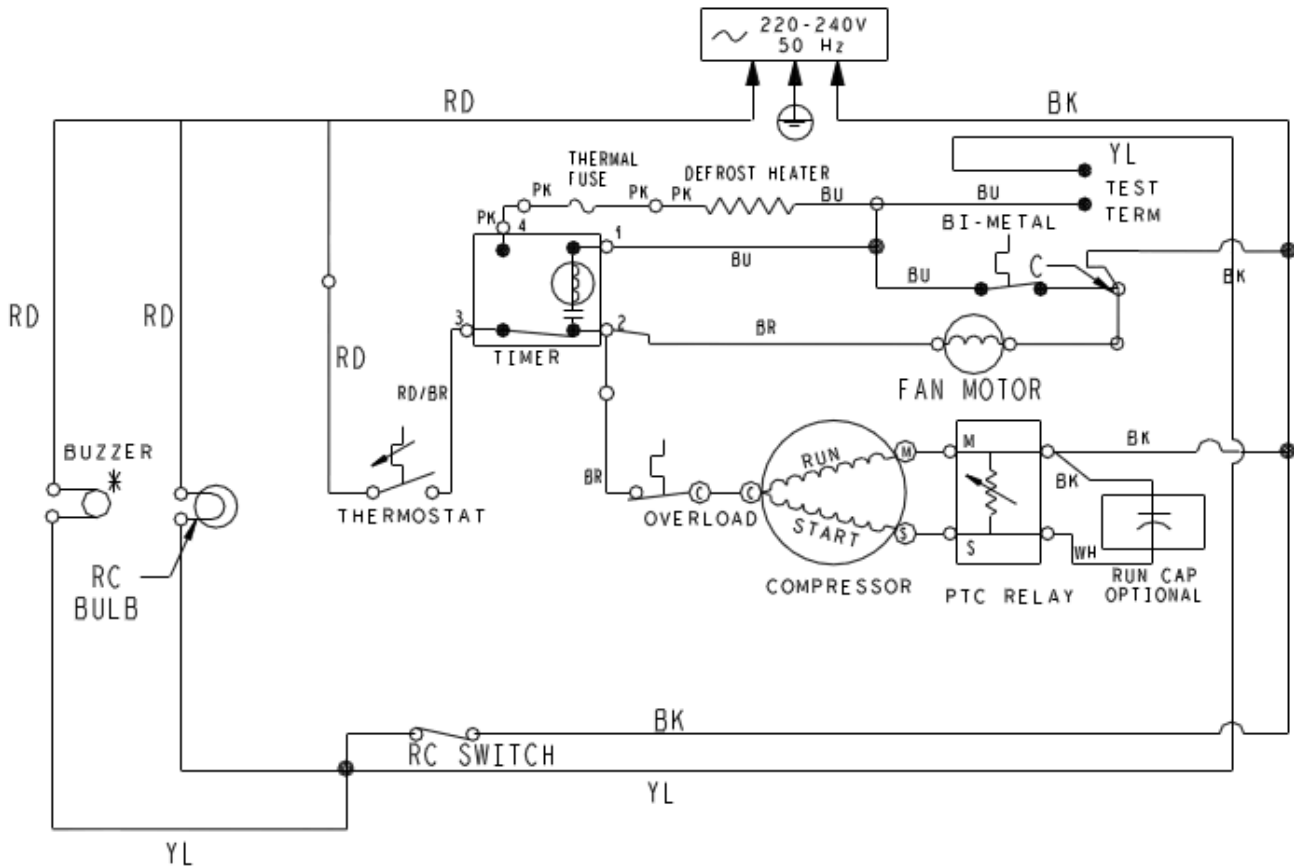 220-240V
50 Hz
RD
BK
THERMAL
FUSE
DEFROST HEATER
YL
TEST
TERM
PK
PK
PK
BU
BU
PK
4
1
BI-METAL
BU
BU
C
BK
RD
RD
3
2
BR
TIMER
RD
RD/BR
FAN MOTOR
BUZZER
*
M
RUN
M
BK
BR
C
C
BK
THERMOSTAT
OVERLOAD
START
S
S
WH
RC
BULB
COMPRESSOR
PTC RELAY
RUN CAP
OPTIONAL
BK
RC SWITCH
YL
YL